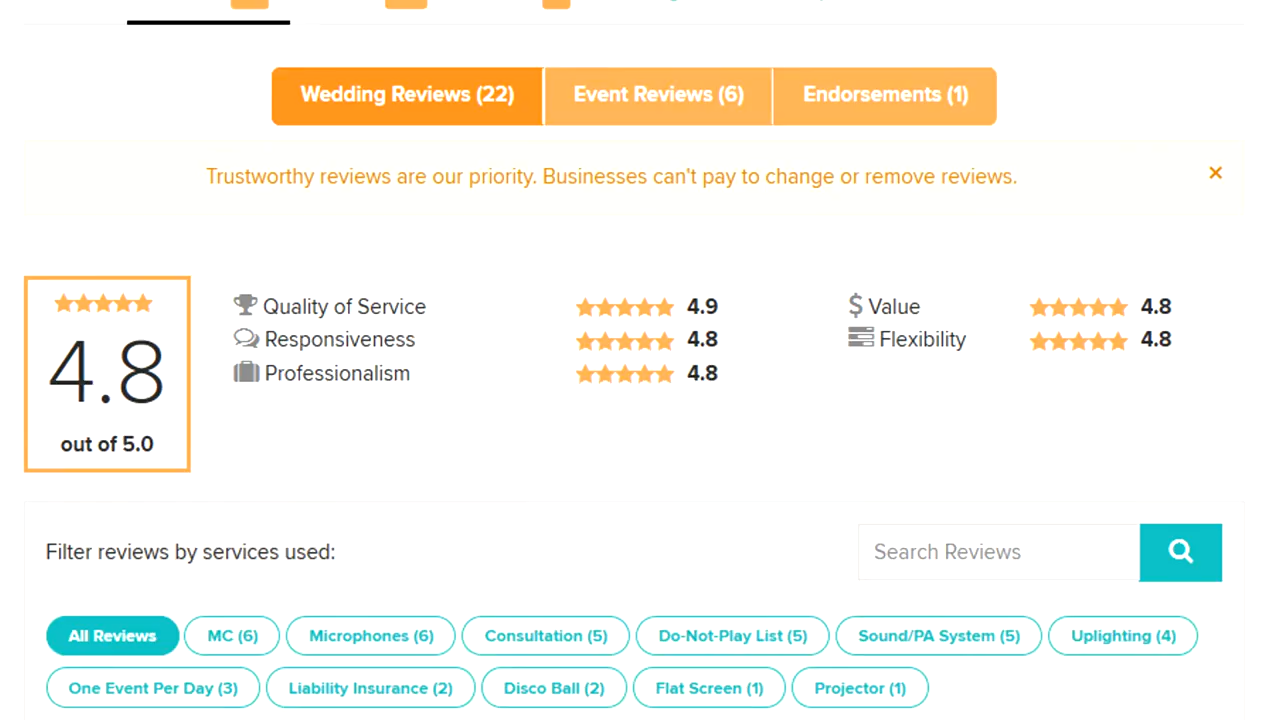 Wedding Reviews (22) Event Reviews (6) Endorsements (1)
Trustworthy reviews are our priority. Businesses can't pay to change or remove reviews. ×
4.8
out of 5.0
Quality of Service 4.9 Value 4.8
Responsiveness 4.8 Flexibility 4.8
Professionalism 4.8
Filter reviews by services used: Search Reviews
All Reviews MC (6) Microphones (6) Consultation (5) Do-Not-Play List (5) Sound/PA System (5) Uplighting (4)
One Event Per Day (3) Liability Insurance (2) Disco Ball (2) Flat Screen (1) Projector (1)